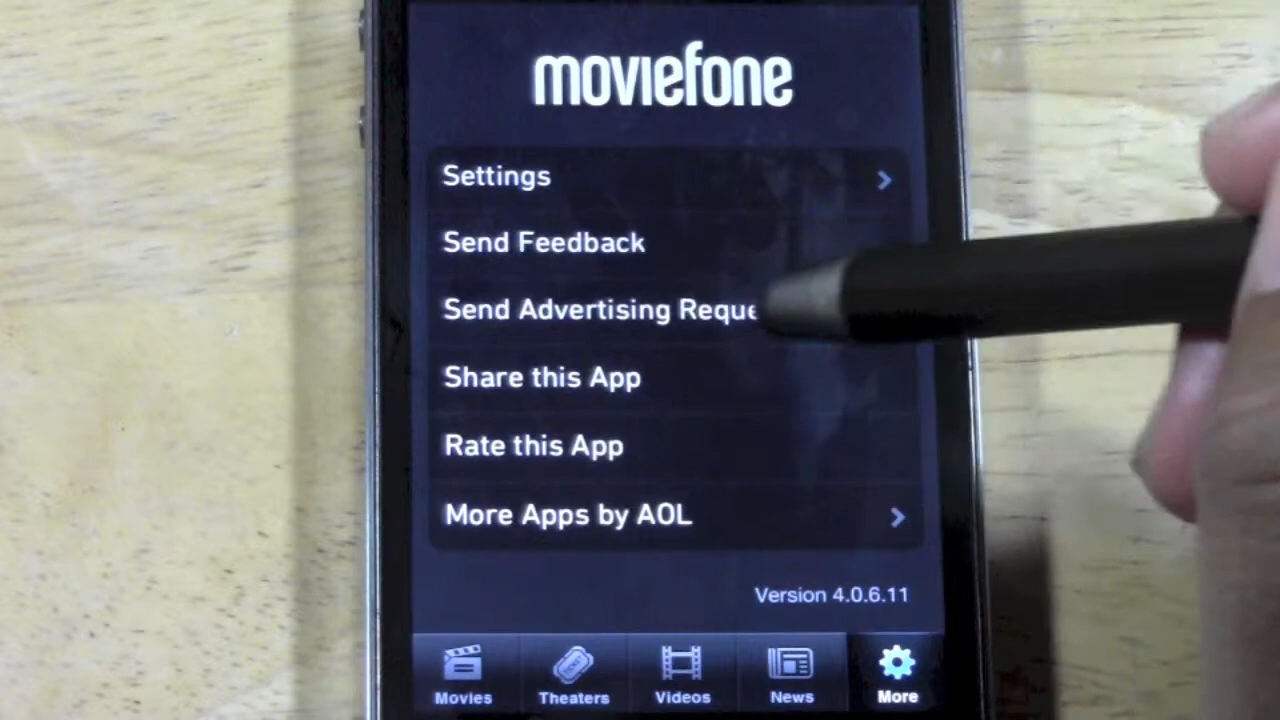 moviefone
Settings
Send Feedback
Send Advertising
Share this App
Rate this App
More Apps by AOL
Version 4.0.6.11
Movies
Theaters
Videos
News
More